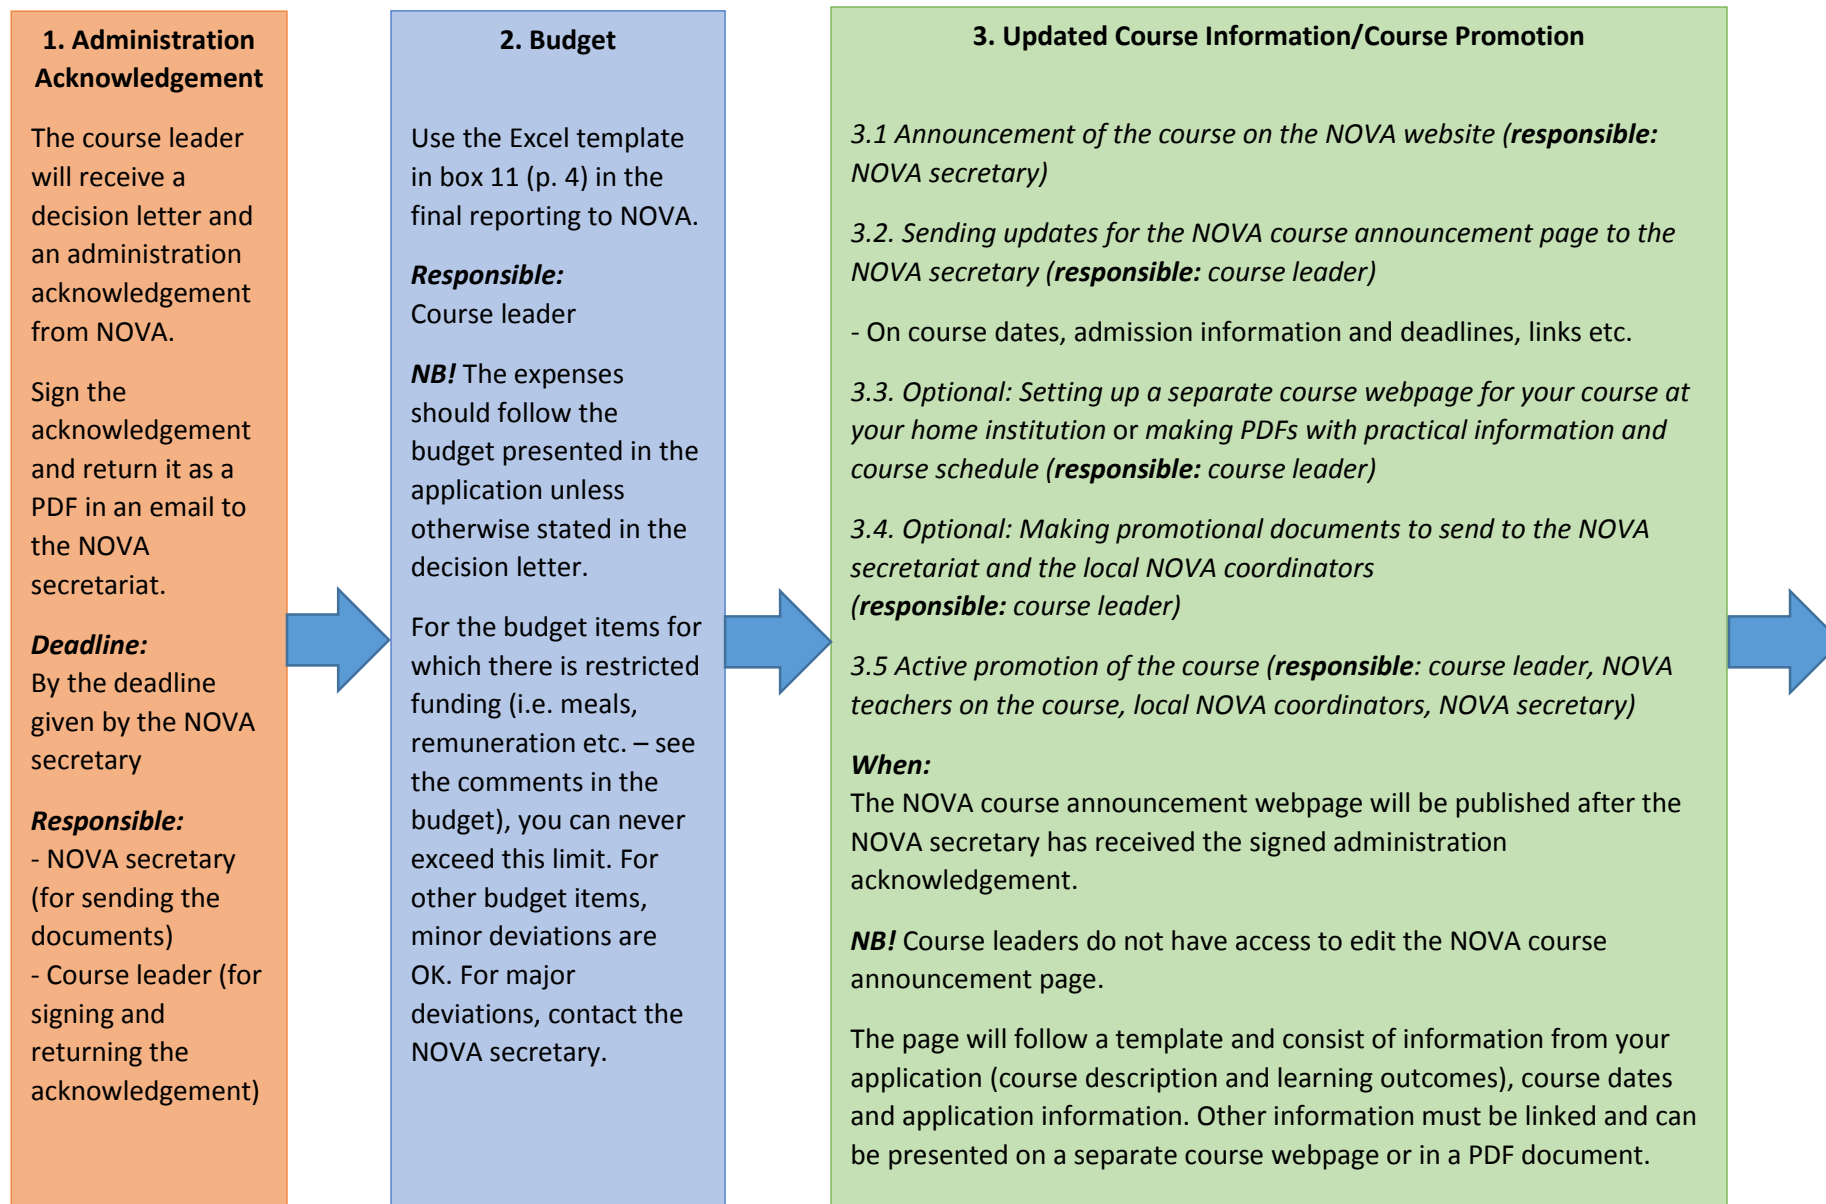 1. Administration
Acknowledgement
The course leader
will receive a
decision letter and
an administration
acknowledgement
from NOVA.
Sign the
acknowledgement
and return it as a
PDF in an email to
the NOVA
secretariat.
Deadline:
By the deadline
given by the NOVA
secretary
Responsible:
- NOVA secretary
(for sending the
documents)
- Course leader (for
signing and
returning the
acknowledgement)
2. Budget
Use the Excel template
in box 11 (p. 4) in the
final reporting to NOVA.
Responsible:
Course leader
NB! The expenses
should follow the
budget presented in the
application unless
otherwise stated in the
decision letter.
For the budget items for
which there is restricted
funding (i.e. meals,
remuneration etc. – see
the comments in the
budget), you can never
exceed this limit. For
other budget items,
minor deviations are
OK. For major
deviations, contact the
NOVA secretary.
3. Updated Course Information/Course Promotion
3.1 Announcement of the course on the NOVA website (responsible:
NOVA secretary)
3.2. Sending updates for the NOVA course announcement page to the
NOVA secretary (responsible: course leader)
- On course dates, admission information and deadlines, links etc.
3.3. Optional: Setting up a separate course webpage for your course at
your home institution or making PDFs with practical information and
course schedule (responsible: course leader)
3.4. Optional: Making promotional documents to send to the NOVA
secretariat and the local NOVA coordinators
(responsible: course leader)
3.5 Active promotion of the course (responsible: course leader, NOVA
teachers on the course, local NOVA coordinators, NOVA secretary)
When:
The NOVA course announcement webpage will be published after the
NOVA secretary has received the signed administration
acknowledgement.
NB! Course leaders do not have access to edit the NOVA course
announcement page.
The page will follow a template and consist of information from your
application (course description and learning outcomes), course dates
and application information. Other information must be linked and can
be presented on a separate course webpage or in a PDF document.